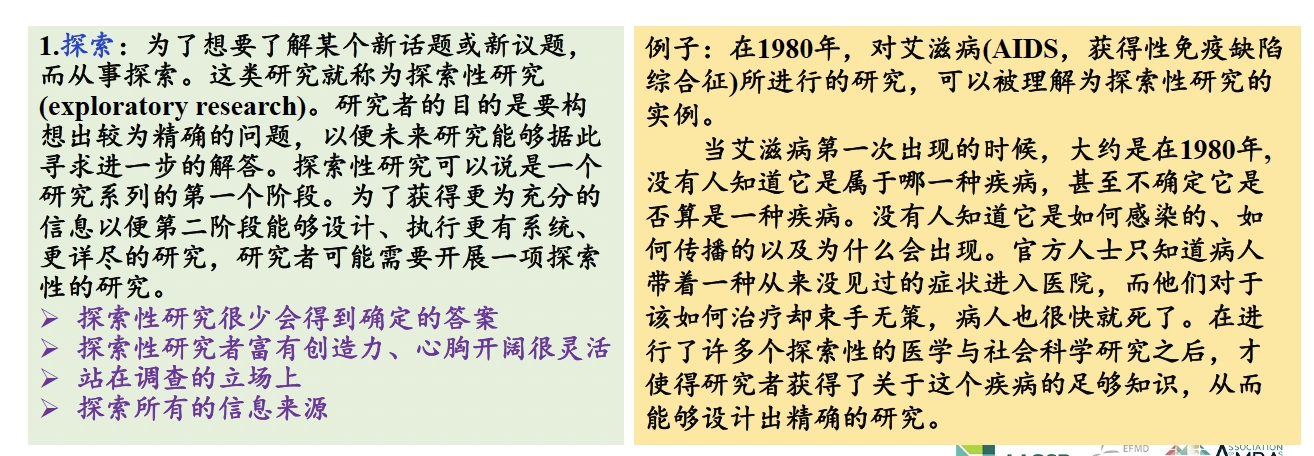 1.探索：为了想要了解某个新话题或新议题，
而从事探索。这类研究就称为探索性研究
(exploratory research)。研究者的目的是要构
想出较为精确的问题，以便未来研究能够据此
寻求进一步的解答。探索性研究可以说是一个
研究系列的第一个阶段。为了获得更为充分的
信息以便第二阶段能够设计、执行更有系统、
更详尽的研究，研究者可能需要开展一项探索
性的研究。
➢ 探索性研究很少会得到确定的答案
➢ 探索性研究者富有创造力、心胸开阔很灵活
➢ 站在调查的立场上
➢ 探索所有的信息来源
例子：在1980年，对艾滋病(AIDS，获得性免疫缺陷
综合征)所进行的研究，可以被理解为探索性研究的
实例。
当艾滋病第一次出现的时候，大约是在1980年,
没有人知道它是属于哪一种疾病，甚至不确定它是
否算是一种疾病。没有人知道它是如何感染的、如
何传播的以及为什么会出现。官方人士只知道病人
带着一种从来没见过的症状进入医院，而他们对于
该如何治疗却束手无策，病人也很快就死了。在进
行了许多个探索性的医学与社会科学研究之后，才
使得研究者获得了关于这个疾病的足够知识，从而
能够设计出精确的研究。
EFMD
ASSOCIATION